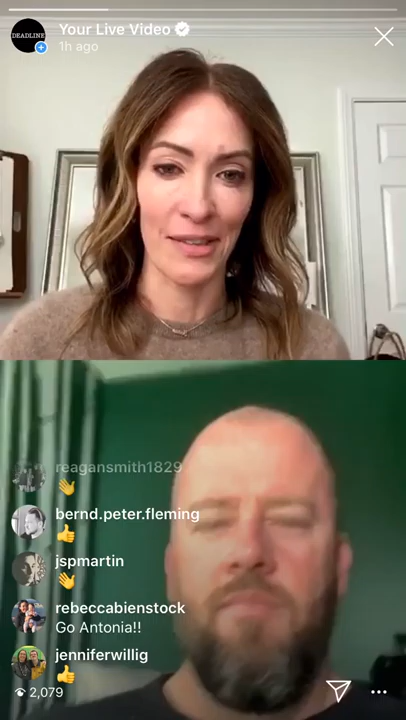 DEADLINE
Your Live Video
1h ago
reagansmith1829
👋
bernd.peter.fleming
👍
jspmartin
👋
rebeccabienstock
Go Antonia!!
jenniferwillig
👍
2,079